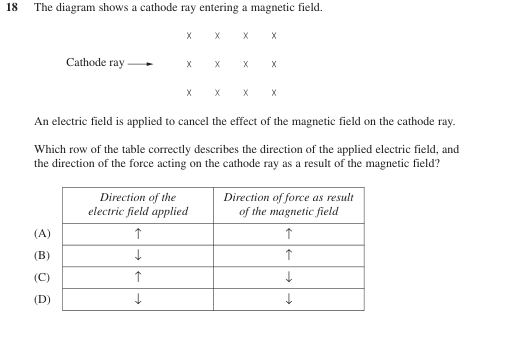 18 The diagram shows a cathode ray entering a magnetic field.
X X X X
Cathode ray X X X X
X X X X
An electric field is applied to cancel the effect of the magnetic field on the cathode ray.
Which row of the table correctly describes the direction of the applied electric field, and
the direction of the force acting on the cathode ray as a result of the magnetic field?
Direction of the Direction of force as result
electric field applied of the magnetic field
(A) ↑ ↑
(B) ↓ ↑
(C) ↑ ↓
(D) ↓ ↓